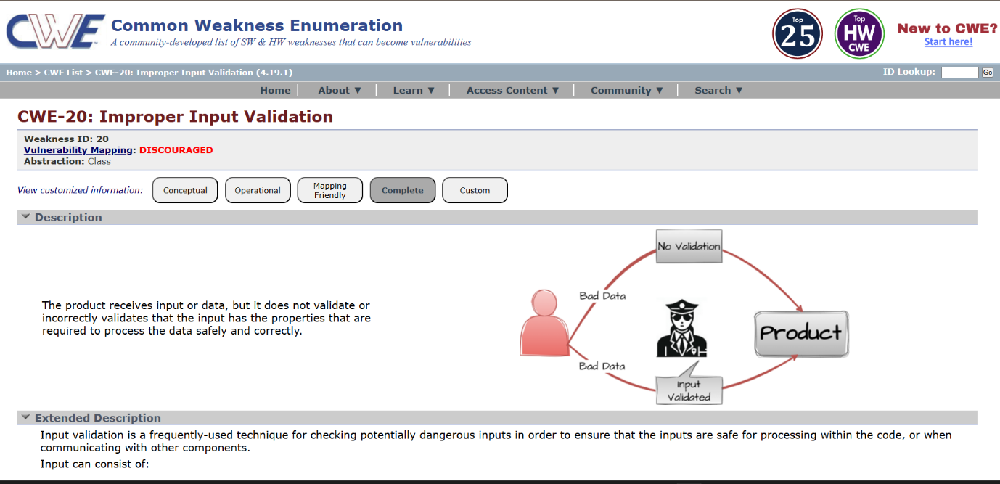 CWE
Common Weakness Enumeration
A community-developed list of SW & HW weaknesses that can become vulnerabilities
Top
25
Top
HW
CWE
New to CWE?
Start here!
Home > CWE List > CWE-20: Improper Input Validation (4.19.1)
ID Lookup:
Go
Home
About ▼
Learn ▼
Access Content ▼
Community ▼
Search ▼
CWE-20: Improper Input Validation
Weakness ID: 20
Vulnerability Mapping: DISCOURAGED
Abstraction: Class
View customized information:
Conceptual
Operational
Mapping
Friendly
Complete
Custom
Description
The product receives input or data, but it does not validate or
incorrectly validates that the input has the properties that are
required to process the data safely and correctly.
No Validation
Bad Data
Product
Bad Data
Input
Validated
Extended Description
Input validation is a frequently-used technique for checking potentially dangerous inputs in order to ensure that the inputs are safe for processing within the code, or when
communicating with other components.
Input can consist of: